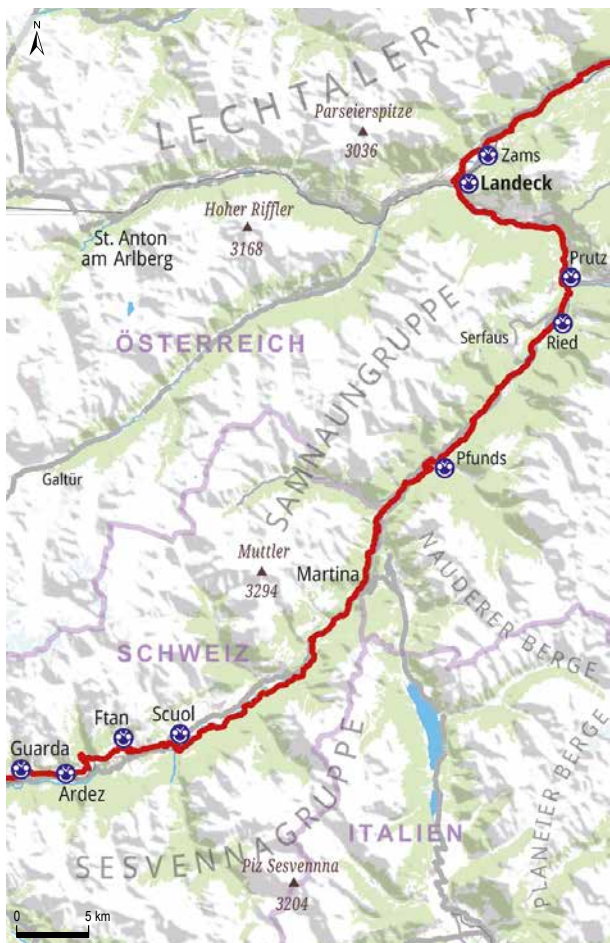 N
LECHTALER A
Parseierspitze
3036
Zams
Landeck
Hoher Riffler
3168
St. Anton
am Arlberg
Prutz
Serfaus
Ried
ÖSTERREICH
SAMNAUNGRUPPE
Pfunds
Galtür
Muttler
3294
Martina
NAUDERER BERGE
SCHWEIZ
Ftan
Scuol
Guarda
Ardez
SESVENNAGRUPPE
ITALIEN
PLANEIER BERGE
Piz Sesvennna
3204
0
5 km